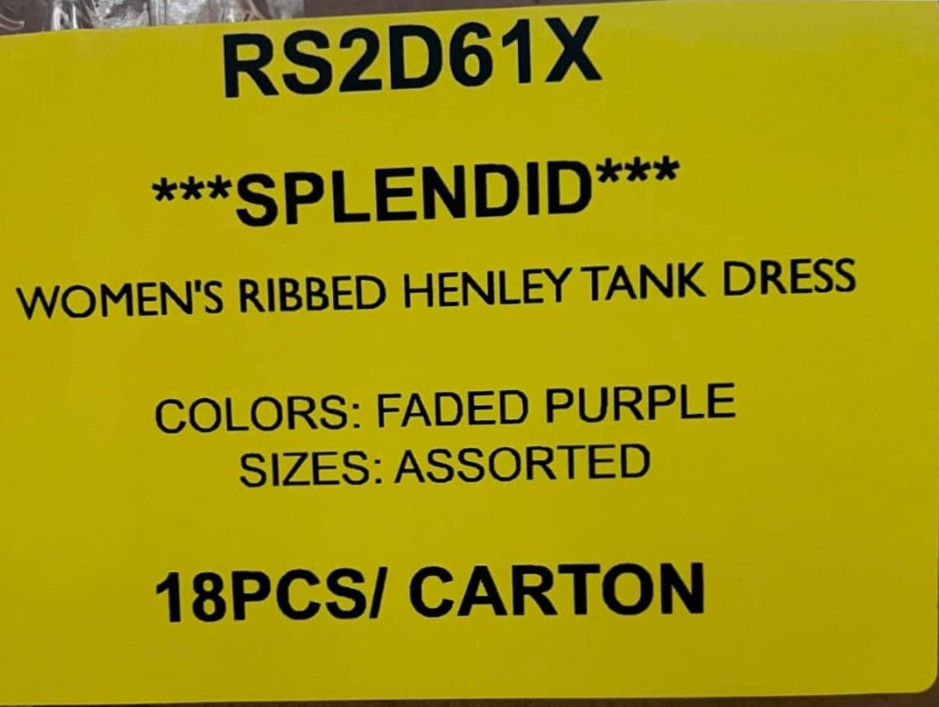 RS2D61X
***SPLENDID***
WOMEN'S RIBBED HENLEY TANK DRESS
COLORS: FADED PURPLE
SIZES: ASSORTED
18PCS/ CARTON